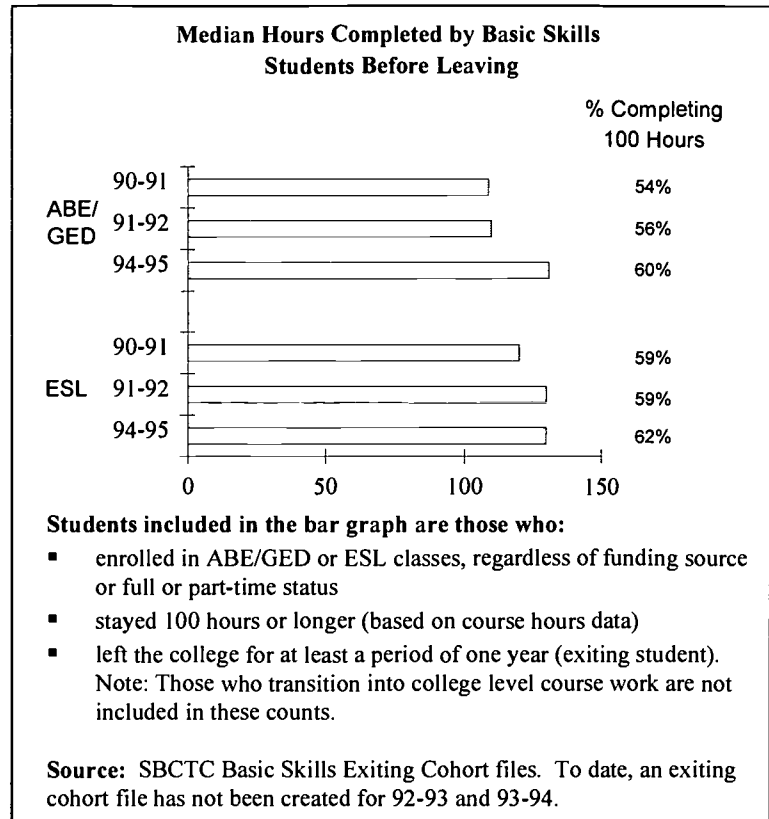 Median Hours Completed by Basic Skills
Students Before Leaving
% Completing
100 Hours
ABE/
GED
90-91 54%
91-92 56%
94-95 60%
ESL
90-91 59%
91-92 59%
94-95 62%
0 50 100 150
Students included in the bar graph are those who:
▪ enrolled in ABE/GED or ESL classes, regardless of funding source
or full or part-time status
▪ stayed 100 hours or longer (based on course hours data)
▪ left the college for at least a period of one year (exiting student).
Note: Those who transition into college level course work are not
included in these counts.
Source: SBCTC Basic Skills Exiting Cohort files. To date, an exiting
cohort file has not been created for 92-93 and 93-94.